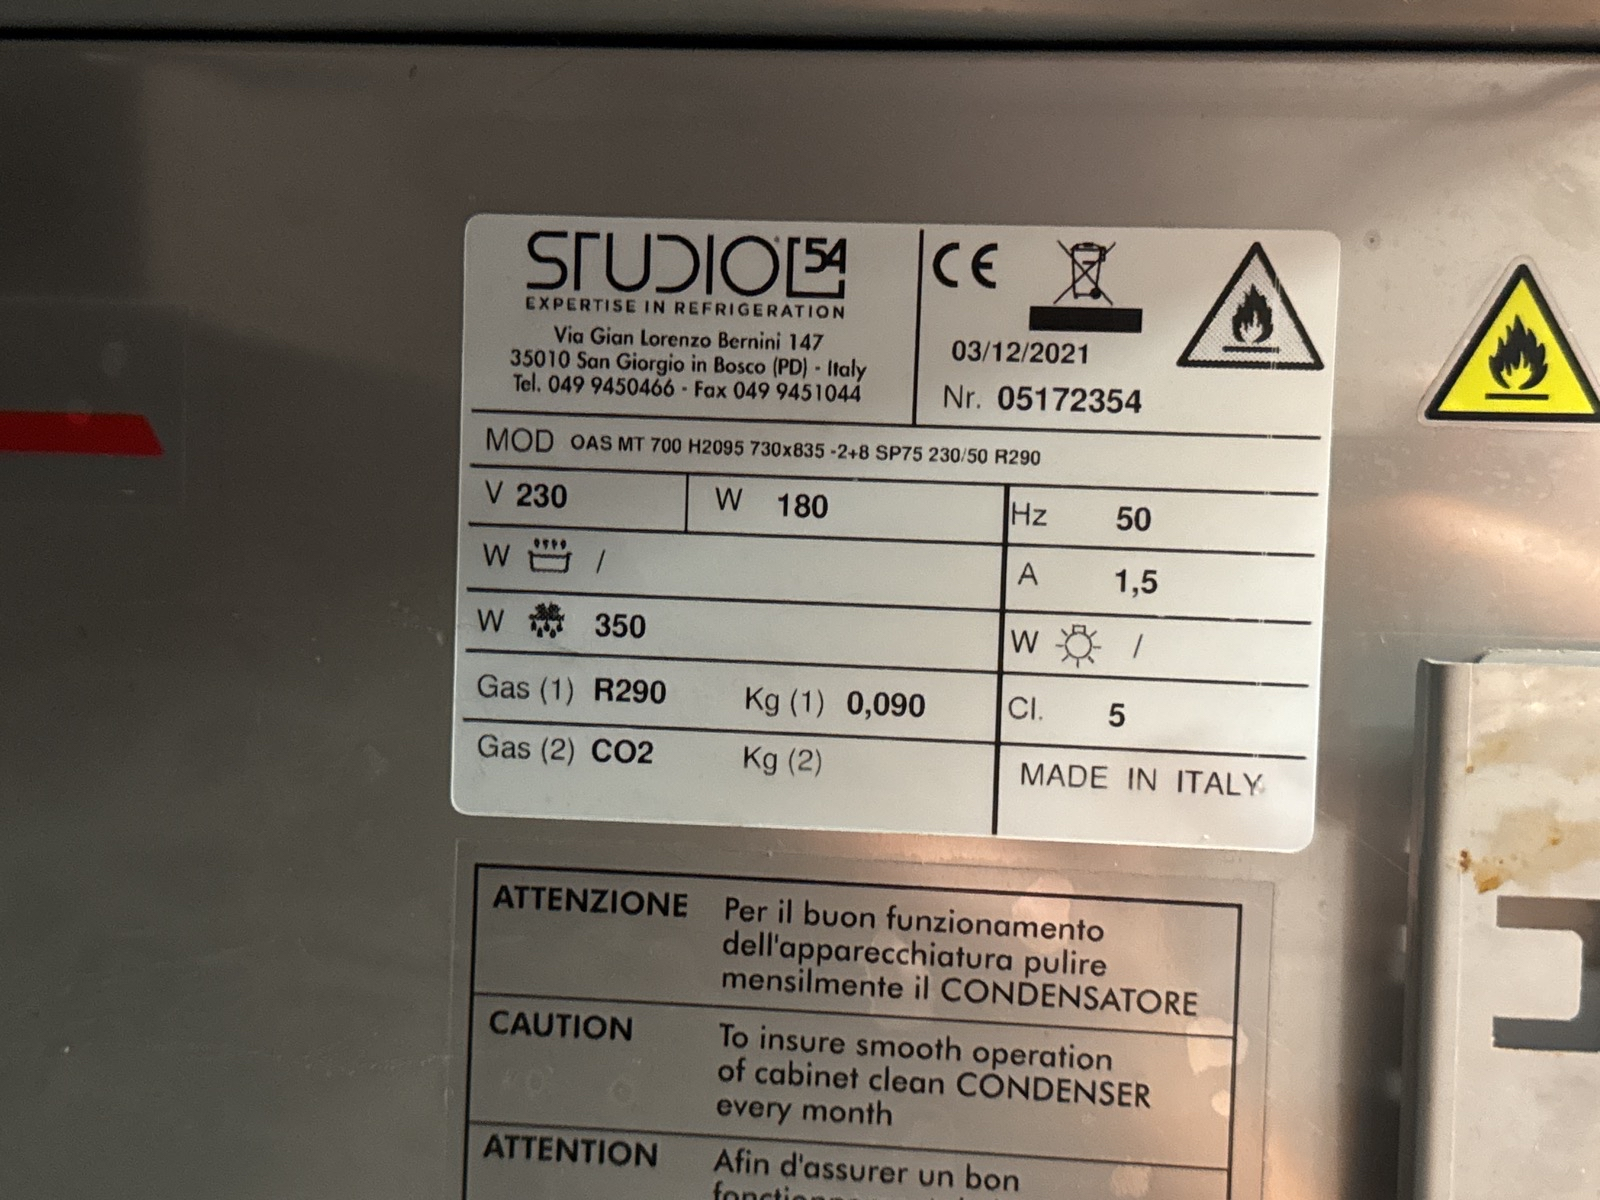 STUDIO 54
EXPERTISE IN REFRIGERATION
Via Gian Lorenzo Bernini 147
35010 San Giorgio in Bosco (PD) - Italy
Tel. 049 9450466 - Fax 049 9451044
CE
03/12/2021
Nr. 05172354
MOD OAS MT 700 H2095 730x835 -2+8 SP75 230/50 R290
V 230 W 180 Hz 50
W / A 1,5
W 350 W /
Gas (1) R290 Kg (1) 0,090 Cl. 5
Gas (2) CO2 Kg (2) MADE IN ITALY
ATTENZIONE Per il buon funzionamento
dell'apparecchiatura pulire
mensilmente il CONDENSATORE
CAUTION To insure smooth operation
of cabinet clean CONDENSER
every month
ATTENTION Afin d'assurer un bon